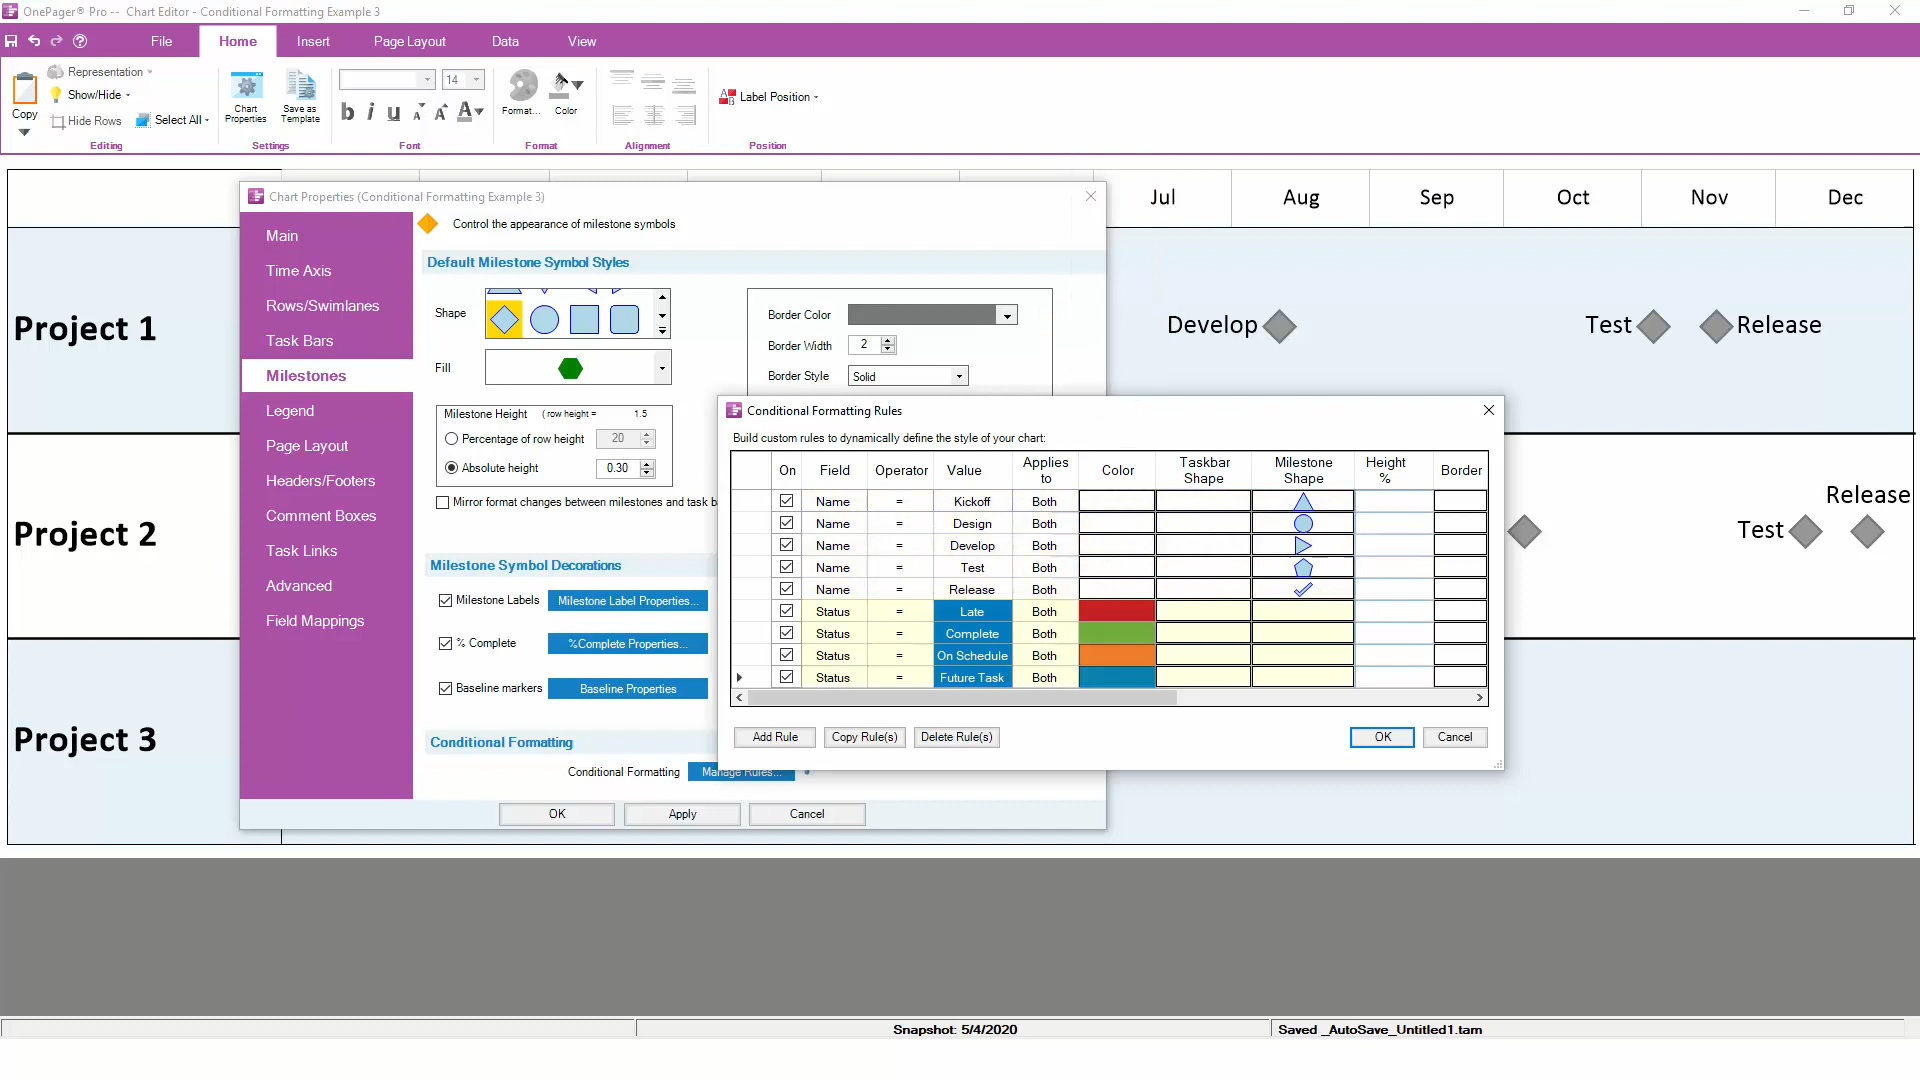 OnePager® Pro -- Chart Editor - Conditional Formatting Example 3
File Home Insert Page Layout Data View
Copy
Representation
Show/Hide
Hide Rows
Select All
Editing
Chart Properties
Save as Template
Settings
14
b i u A A A
Font
Format...
Color
Format
Alignment
Label Position
Position
Jul Aug Sep Oct Nov Dec
Project 1
Develop
Test
Release
Project 2
Test
Release
Project 3
Chart Properties (Conditional Formatting Example 3)
Main
Time Axis
Rows/Swimlanes
Task Bars
Milestones
Legend
Page Layout
Headers/Footers
Comment Boxes
Task Links
Advanced
Field Mappings
Control the appearance of milestone symbols
Default Milestone Symbol Styles
Shape
Fill
Border Color
Border Width 2
Border Style Solid
Milestone Height ( row height = 1.5
Percentage of row height 20
Absolute height 0.30
Mirror format changes between milestones and task b
Milestone Symbol Decorations
Milestone Labels Milestone Label Properties...
% Complete %Complete Properties...
Baseline markers Baseline Properties
Conditional Formatting
Conditional Formatting Manage Rules...
OK Apply Cancel
Conditional Formatting Rules
Build custom rules to dynamically define the style of your chart:
On Field Operator Value Applies to Color Taskbar Shape Milestone Shape Height % Border
Name = Kickoff Both
Name = Design Both
Name = Develop Both
Name = Test Both
Name = Release Both
Status = Late Both
Status = Complete Both
Status = On Schedule Both
Status = Future Task Both
Add Rule Copy Rule(s) Delete Rule(s) OK Cancel
Snapshot: 5/4/2020
Saved _AutoSave_Untitled1.tam